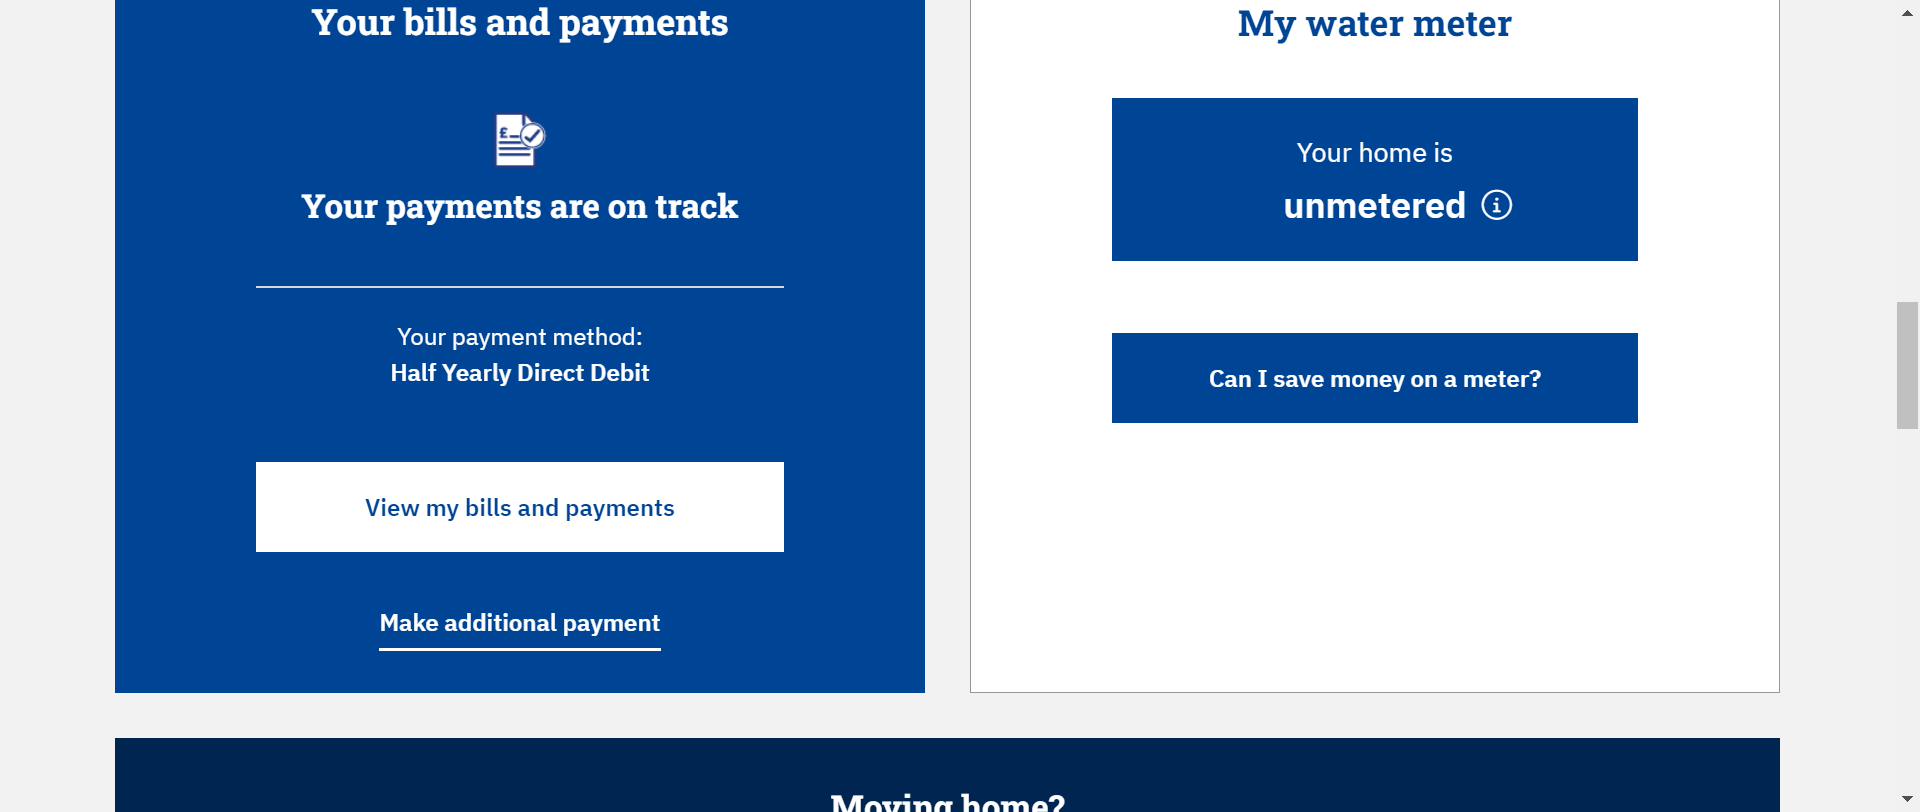 Your bills and payments
£
Your payments are on track
Your payment method:
Half Yearly Direct Debit
View my bills and payments
Make additional payment
My water meter
Your home is
unmetered i
Can I save money on a meter?
Moving home?